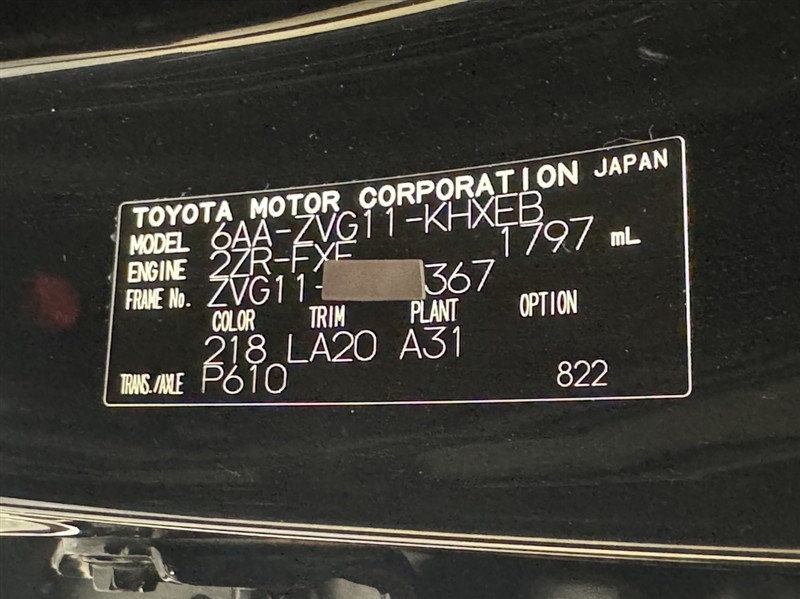 TOYOTA MOTOR CORPORATION JAPAN
MODEL 6AA-ZVG11-KHXEB
ENGINE 2ZR-FXE 1797 mL
FRAME No. ZVG11- 367
COLOR TRIM PLANT OPTION
218 LA20 A31
TRANS./AXLE P610 822